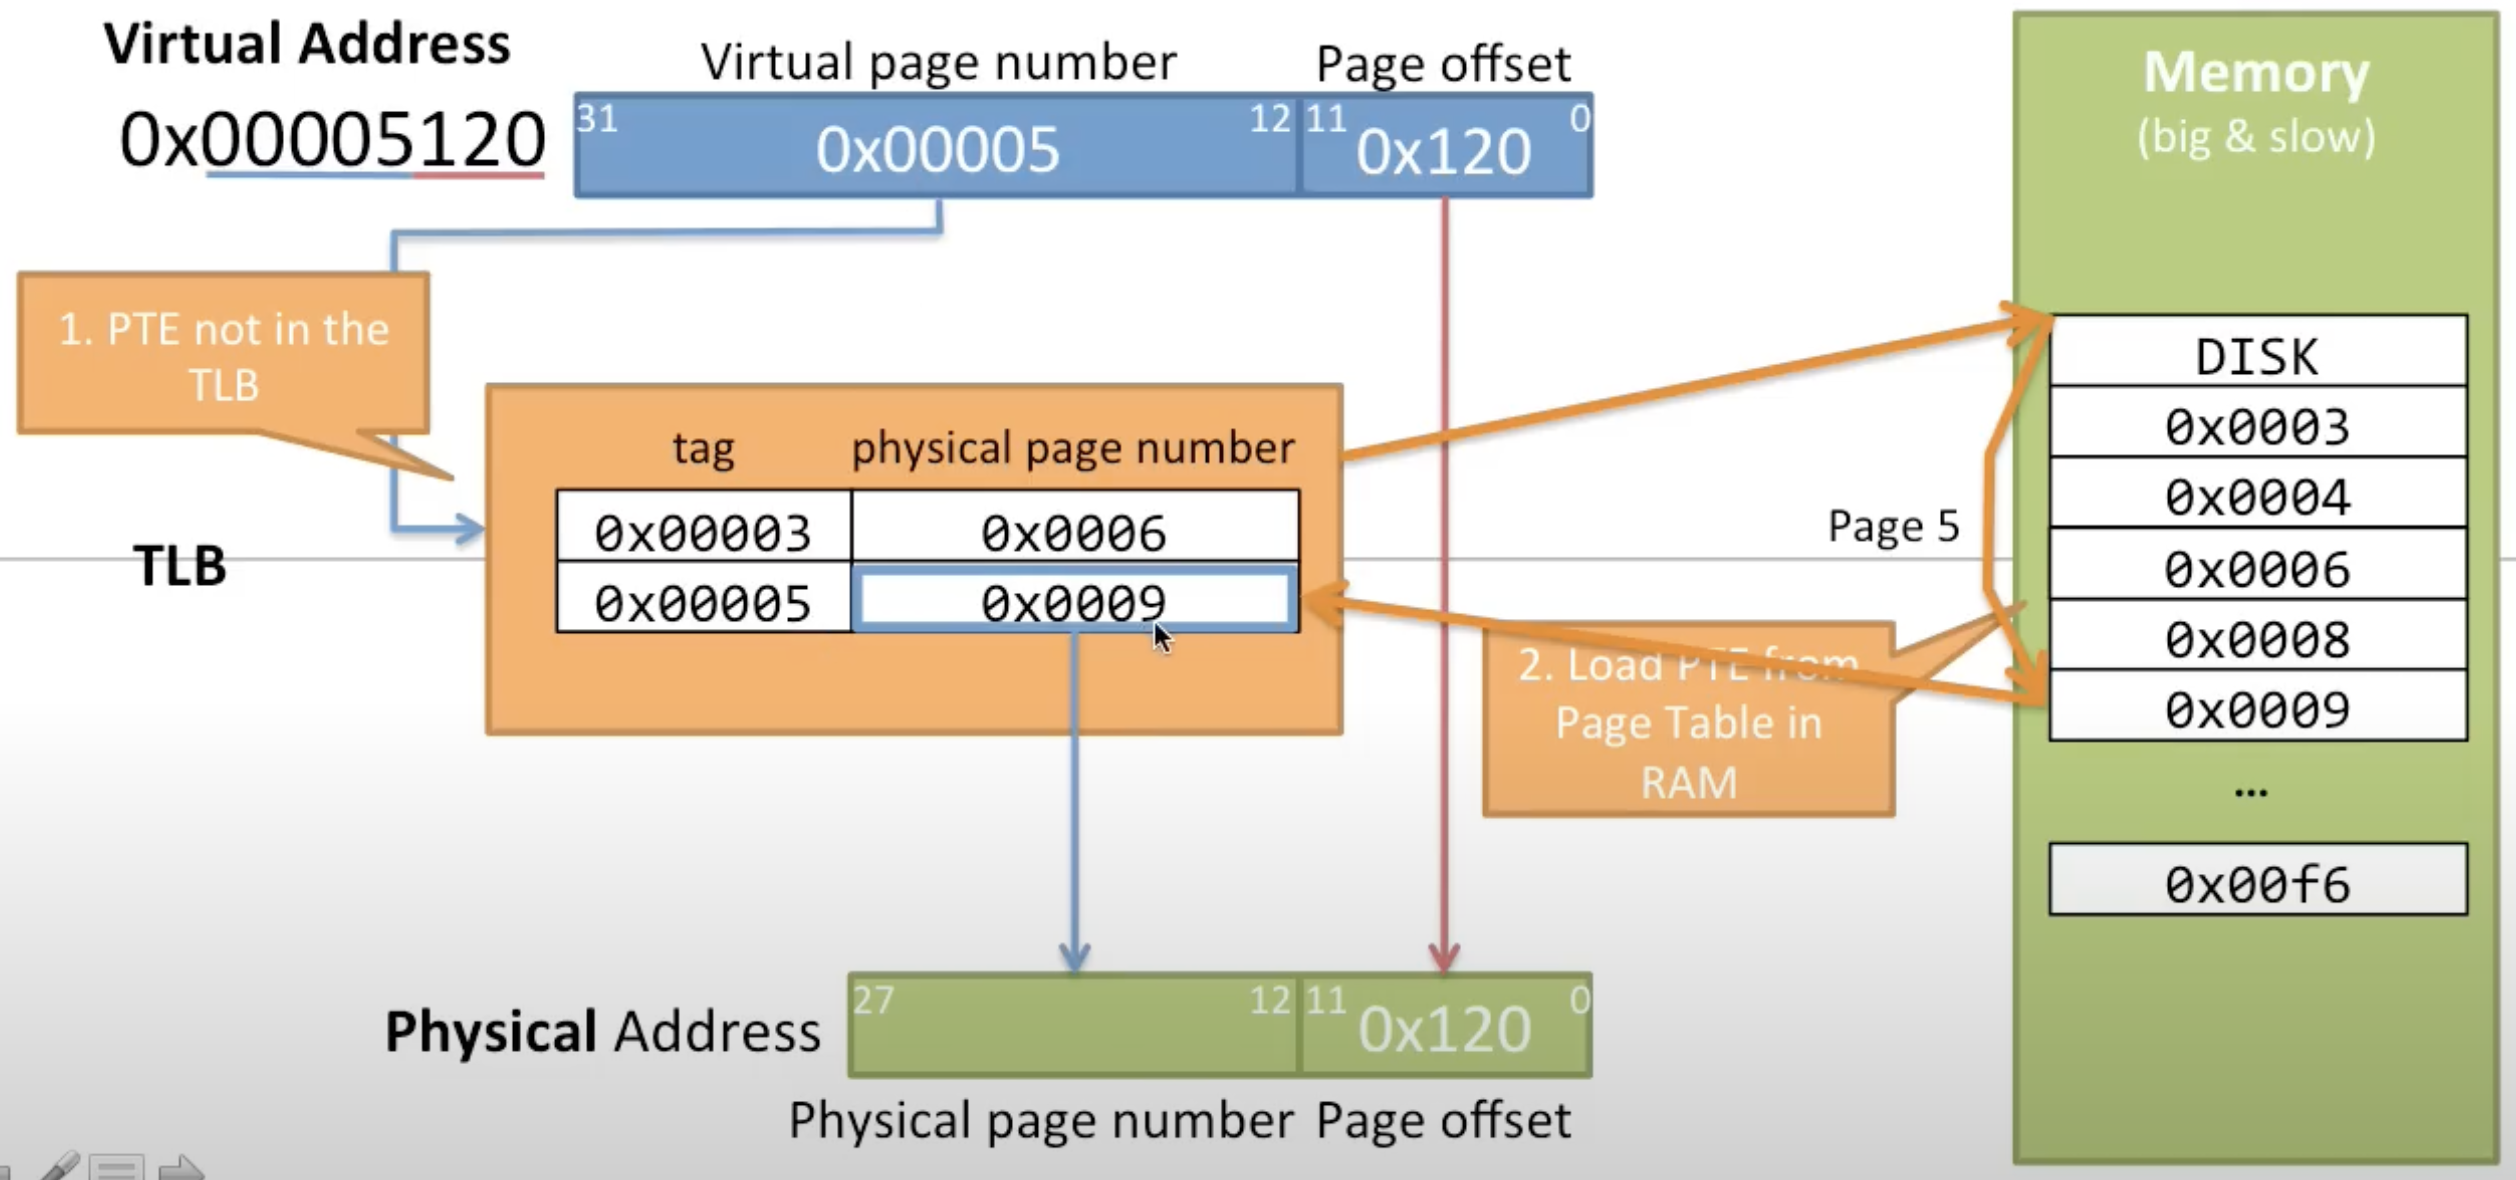 Virtual Address
0x00005120
Virtual page number
Page offset
31
0x00005
12
11
0x120
0
Memory
(big & slow)
1. PTE not in the
TLB
TLB
tag
physical page number
0x00003
0x0006
0x00005
0x0009
Page 5
2. Load PTE from
Page Table in
RAM
DISK
0x0003
0x0004
0x0006
0x0008
0x0009
...
0x00f6
Physical Address
27
12
11
0x120
0
Physical page number
Page offset